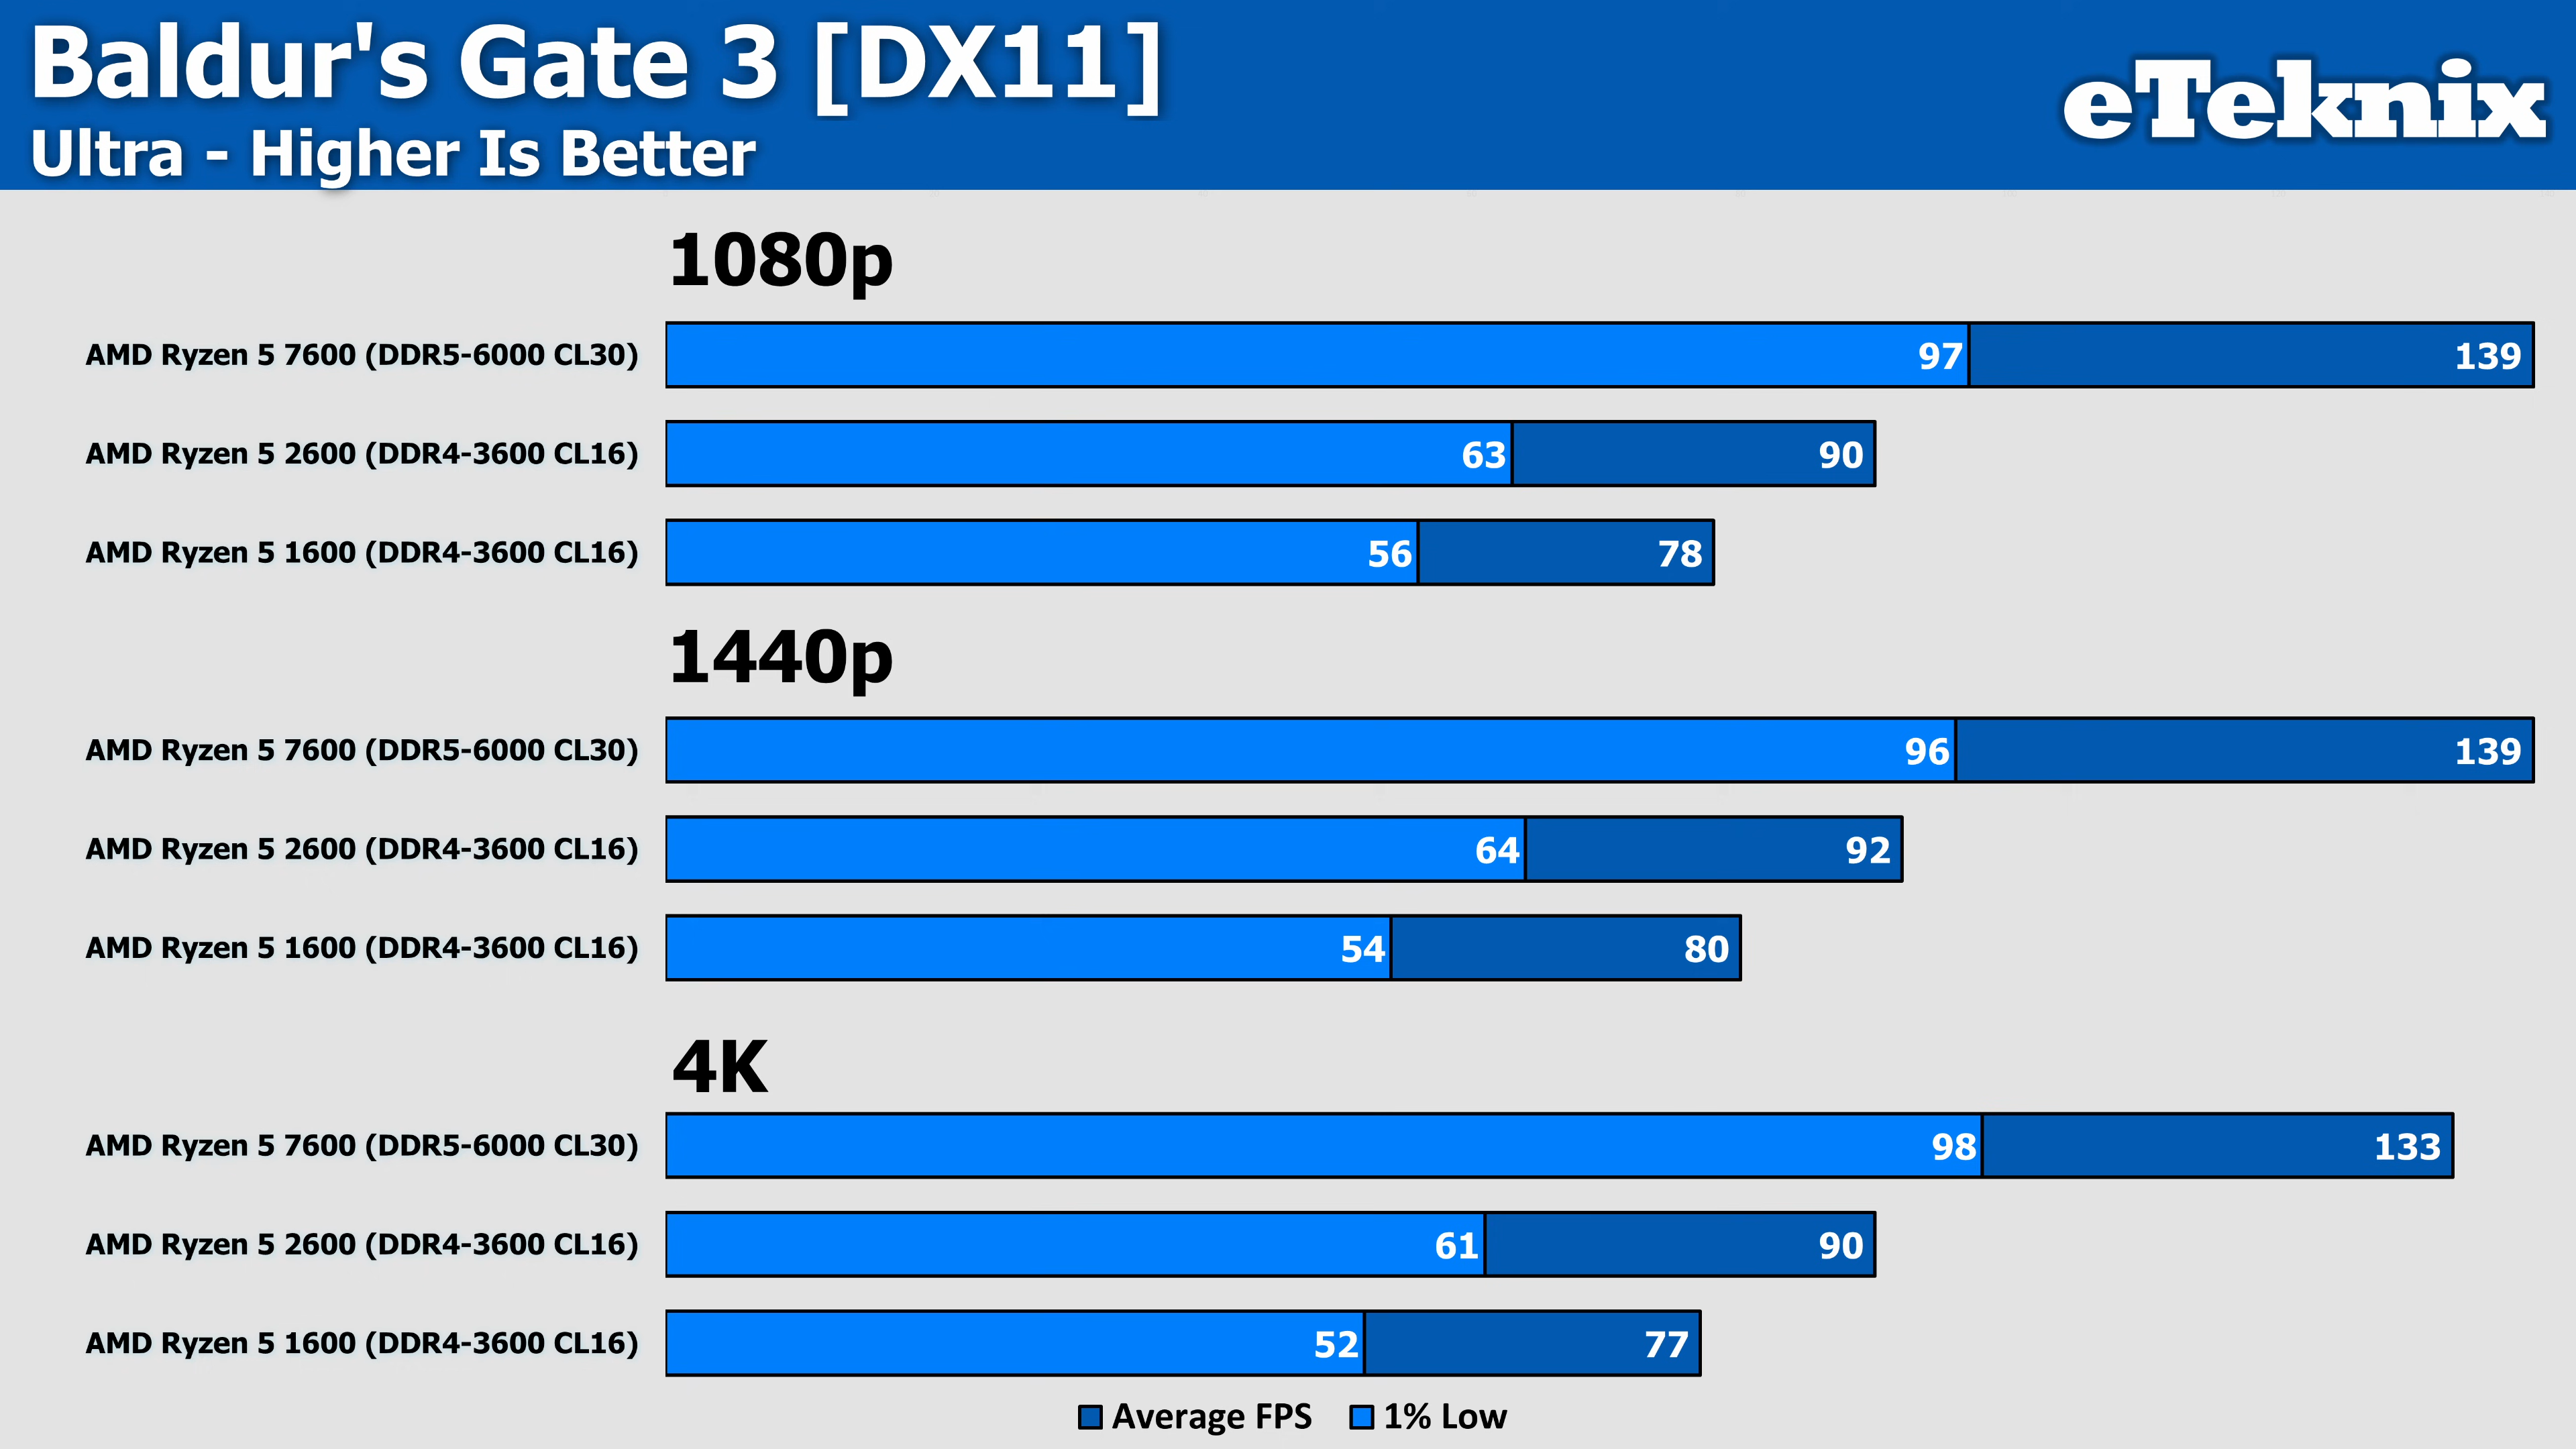 Baldur's Gate 3 [DX11]
Ultra - Higher Is Better
eTeknix
1080p
AMD Ryzen 5 7600 (DDR5-6000 CL30) 97 139
AMD Ryzen 5 2600 (DDR4-3600 CL16) 63 90
AMD Ryzen 5 1600 (DDR4-3600 CL16) 56 78
1440p
AMD Ryzen 5 7600 (DDR5-6000 CL30) 96 139
AMD Ryzen 5 2600 (DDR4-3600 CL16) 64 92
AMD Ryzen 5 1600 (DDR4-3600 CL16) 54 80
4K
AMD Ryzen 5 7600 (DDR5-6000 CL30) 98 133
AMD Ryzen 5 2600 (DDR4-3600 CL16) 61 90
AMD Ryzen 5 1600 (DDR4-3600 CL16) 52 77
Average FPS 1% Low